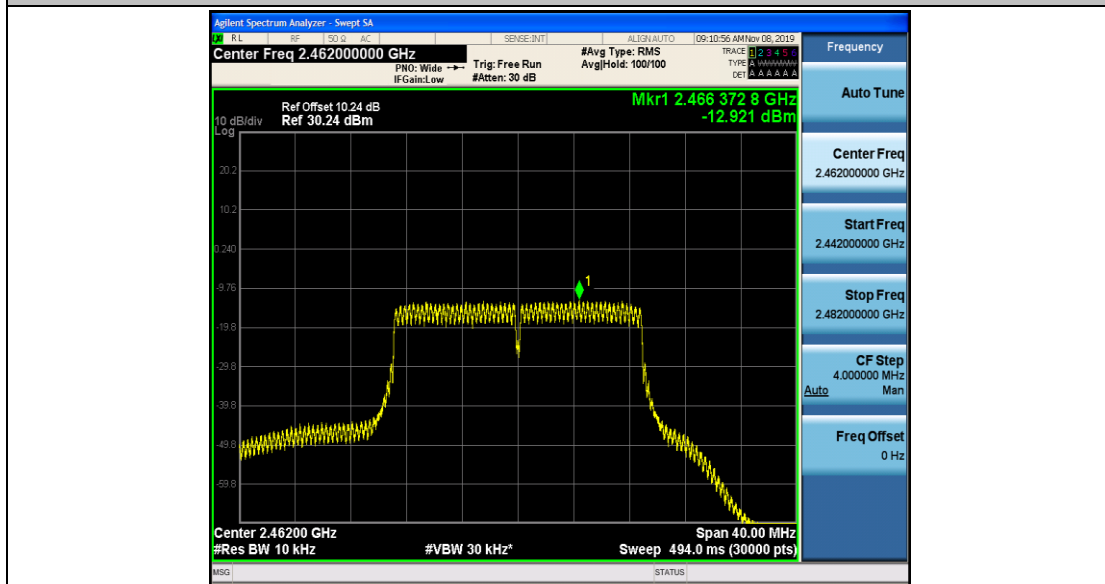 Agilent Spectrum Analyzer - Swept SA
RL RF 50 Ω AC SENSE:INT ALIGN AUTO 09:10:56 AM Nov 08, 2019
Center Freq 2.462000000 GHz #Avg Type: RMS TRACE 1 2 3 4 5 6
PNO: Wide Trig: Free Run Avg|Hold: 100/100 TYPE A
IFGain:Low #Atten: 30 dB DET A A A A A A
Mkr1 2.466 372 8 GHz
-12.921 dBm
Ref Offset 10.24 dB
10 dB/div Ref 30.24 dBm
Log
20.2
10.2
0.240
-9.76
-19.8
-29.8
-39.8
-49.8
-59.8
1
Center 2.46200 GHz Span 40.00 MHz
#Res BW 10 kHz #VBW 30 kHz* Sweep 494.0 ms (30000 pts)
MSG STATUS
Frequency
Auto Tune
Center Freq
2.462000000 GHz
Start Freq
2.442000000 GHz
Stop Freq
2.482000000 GHz
CF Step
4.000000 MHz
Auto Man
Freq Offset
0 Hz